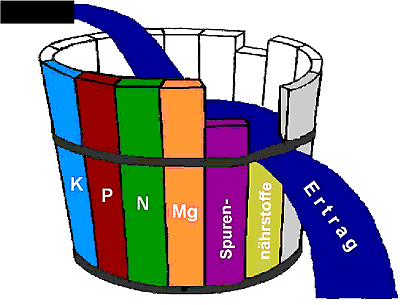 K
P
N
Mg
Spuren-
nährstoffe
Ertrag